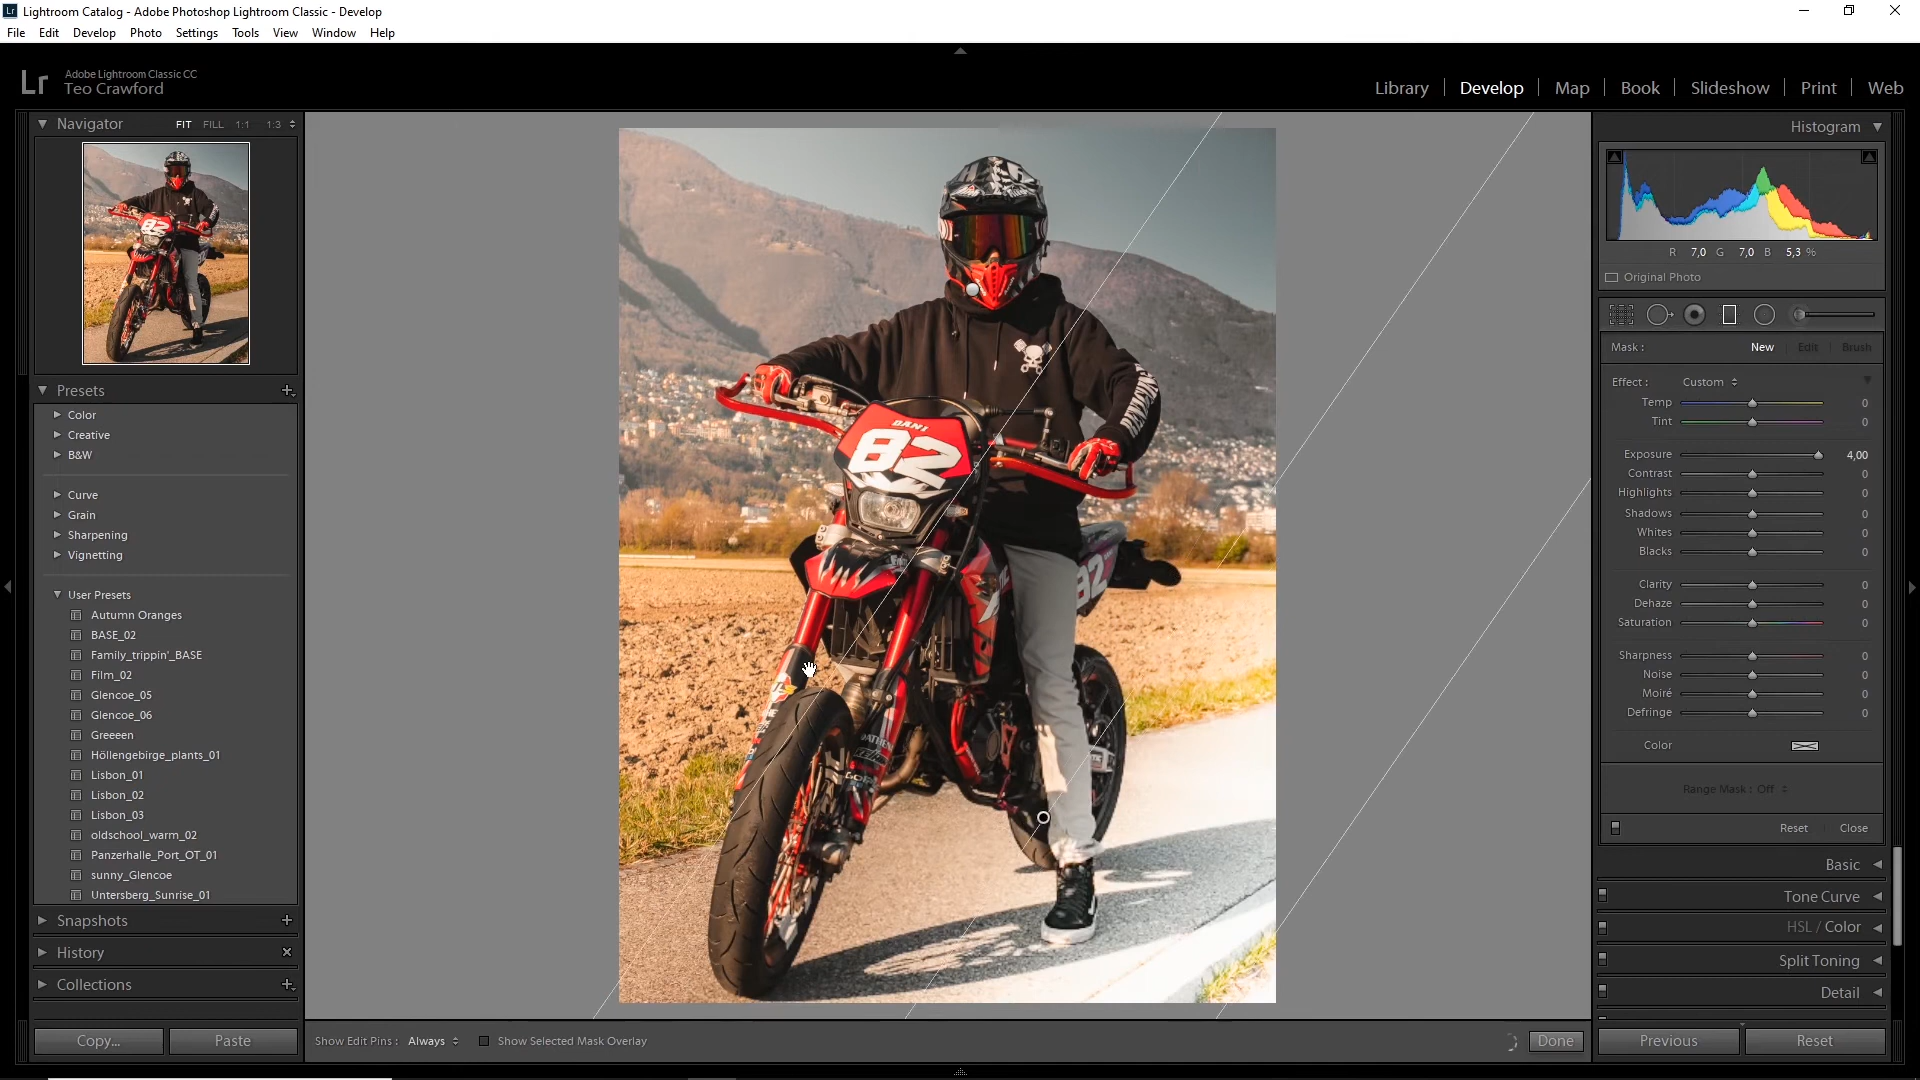 Lightroom Catalog - Adobe Photoshop Lightroom Classic - Develop
File Edit Develop Photo Settings Tools View Window Help
Lr
Adobe Lightroom Classic CC
Teo Crawford
Library Develop Map Book Slideshow Print Web
Navigator FIT FILL 1:1 1:3
Presets
Color
Creative
B&W
Curve
Grain
Sharpening
Vignetting
User Presets
Autumn Oranges
BASE_02
Family_trippin'_BASE
Film_02
Glencoe_05
Glencoe_06
Greeeen
Höllengebirge_plants_01
Lisbon_01
Lisbon_02
Lisbon_03
oldschool_warm_02
Panzerhalle_Port_OT_01
sunny_Glencoe
Untersberg_Sunrise_01
Snapshots
History
Collections
Copy... Paste
DANI
82
82
Show Edit Pins : Always Show Selected Mask Overlay
Done
Histogram
R 7,0 G 7,0 B 5,3 %
Original Photo
Mask : New Edit Brush
Effect : Custom
Temp 0
Tint 0
Exposure 4,00
Contrast 0
Highlights 0
Shadows 0
Whites 0
Blacks 0
Clarity 0
Dehaze 0
Saturation 0
Sharpness 0
Noise 0
Moiré 0
Defringe 0
Color
Range Mask : Off
Reset Close
Basic
Tone Curve
HSL / Color
Split Toning
Detail
Previous Reset